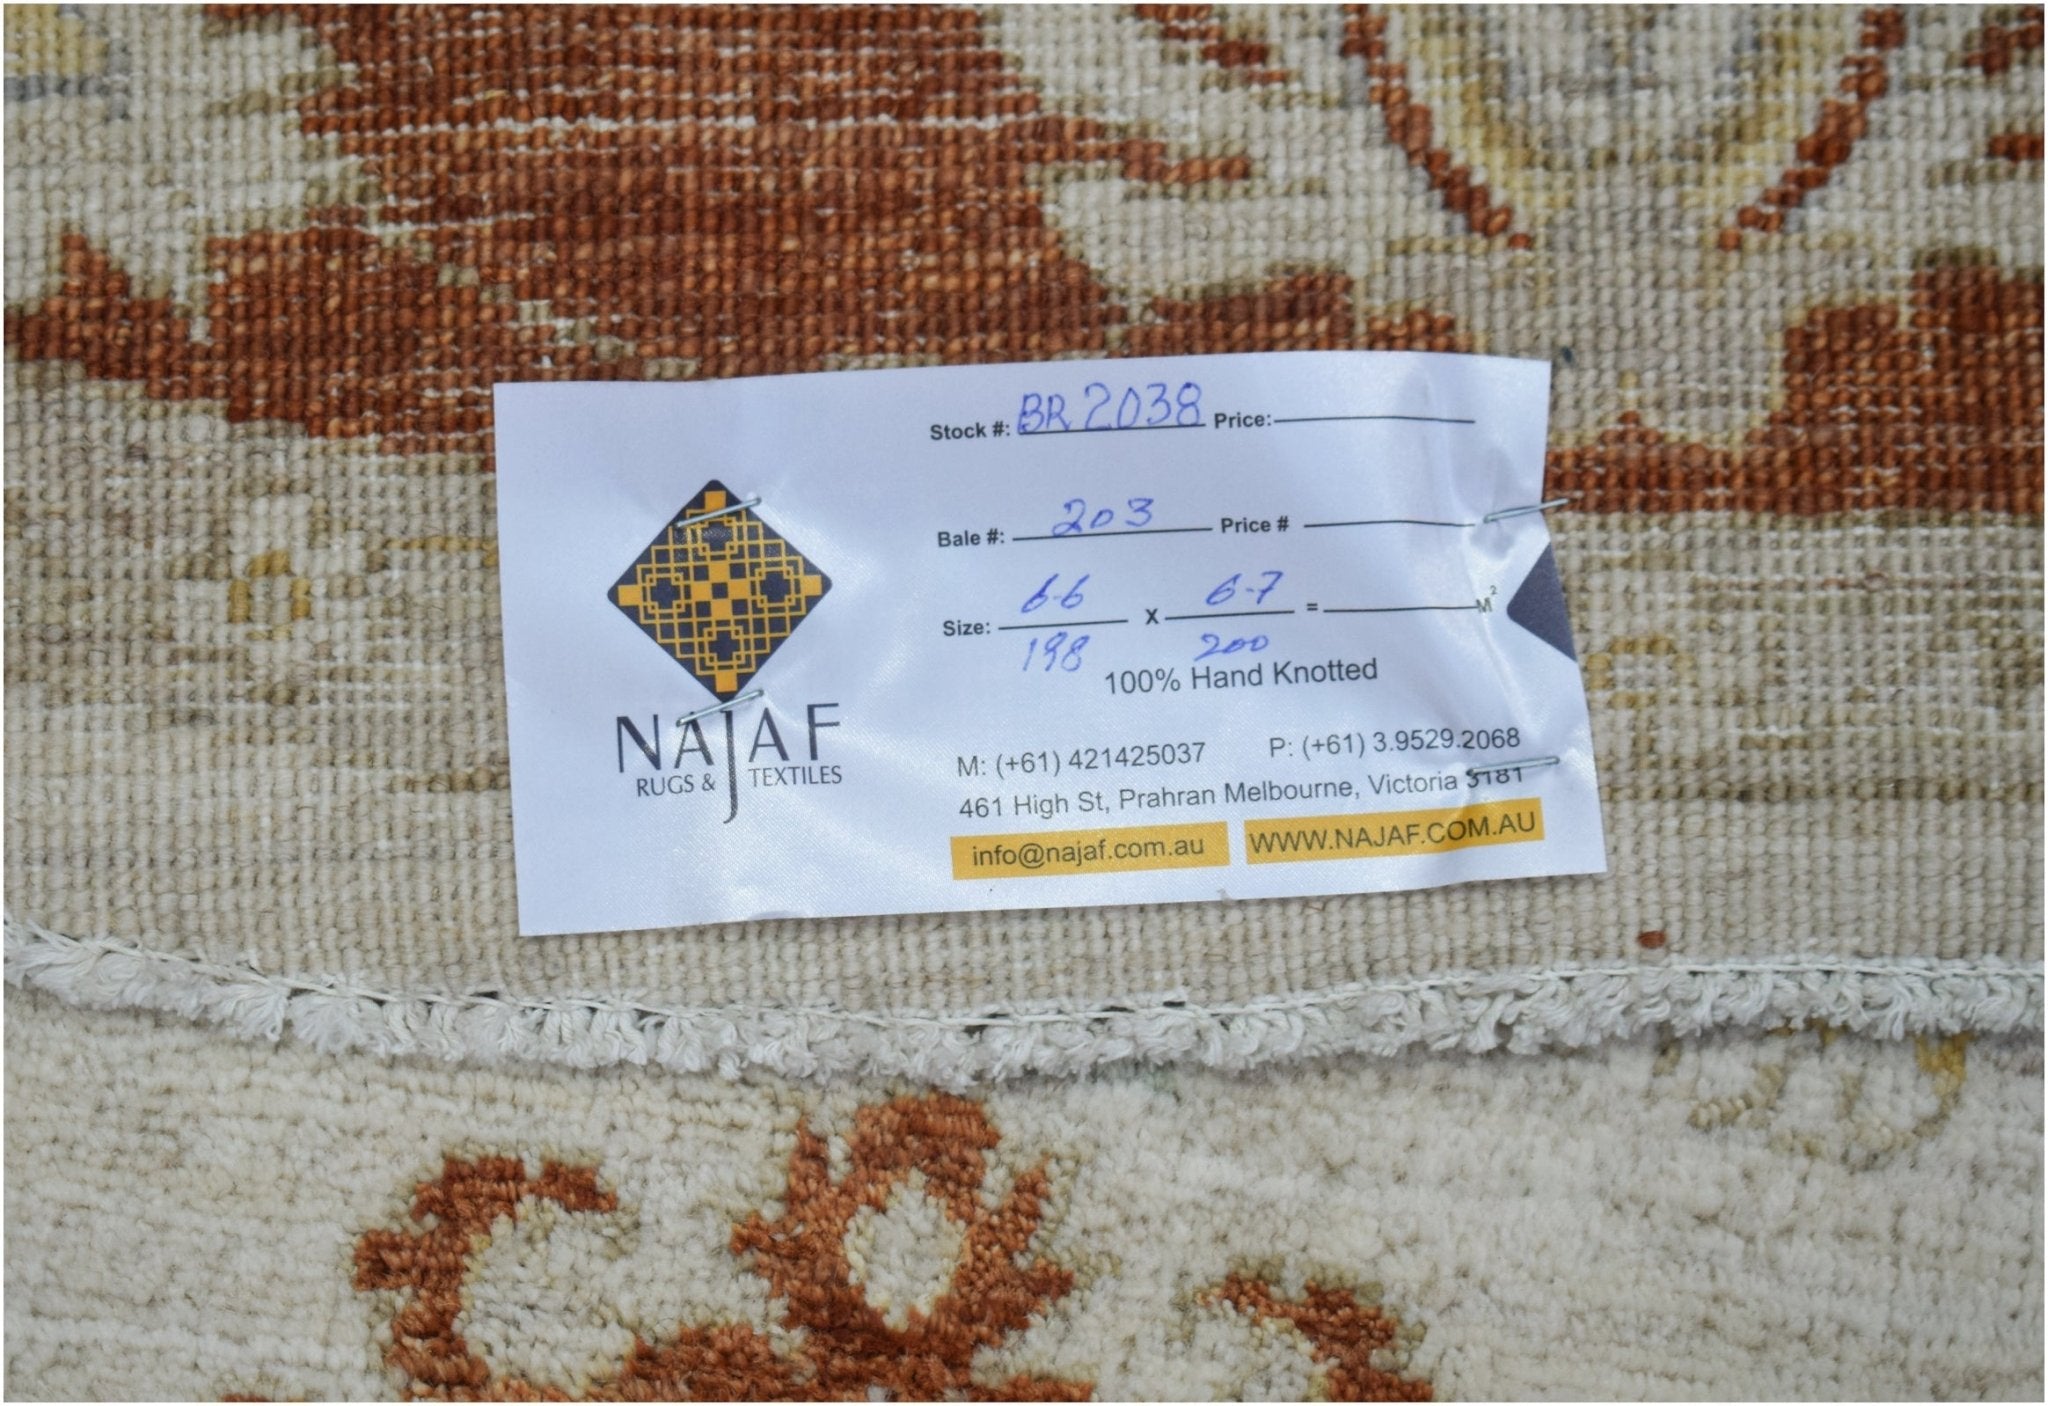 Stock #: BR 2038 Price:
Bale #: 203 Price #
6-6 6-7
Size: X = M²
198 200
100% Hand Knotted
NAJAF
RUGS & TEXTILES
M: (+61) 421425037 P: (+61) 3.9529.2068
461 High St, Prahran Melbourne, Victoria 3181
info@najaf.com.au WWW.NAJAF.COM.AU